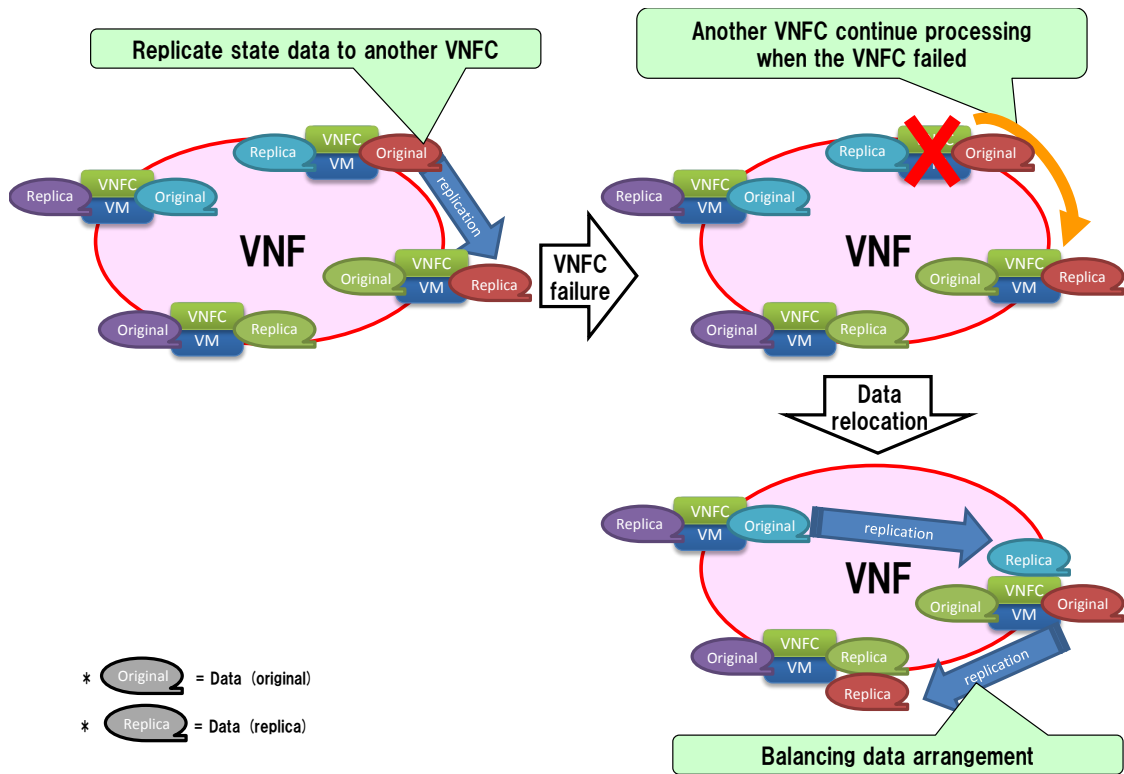 Replicate state data to another VNFC
Another VNFC continue processing
when the VNFC failed
Replica
VNFC
VM
Original
replication
Replica
VNFC
VM
Original
VNF
Original
VNFC
VM
Replica
Original
VNFC
VM
Replica
VNFC
failure
Replica
Original
Replica
VNFC
VM
Original
VNF
Original
VNFC
VM
Replica
Original
VNFC
VM
Replica
Data
relocation
Replica
VNFC
VM
Original
replication
Replica
VNF
Original
VNFC
VM
Original
Original
VNFC
VM
Replica
Replica
replication
* Original = Data (original)
* Replica = Data (replica)
Balancing data arrangement